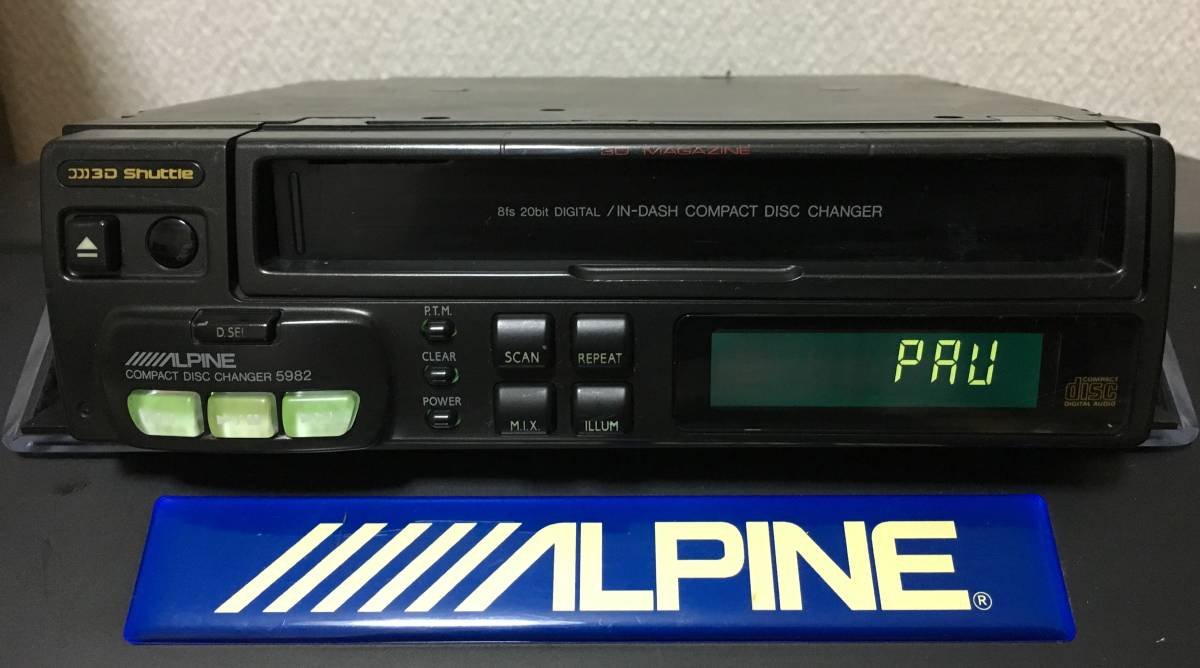 3D Shuttle
3D MAGAZINE
8fs 20bit DIGITAL / IN-DASH COMPACT DISC CHANGER
D.SEL
ALPINE
COMPACT DISC CHANGER 5982
P.T.M.
CLEAR
POWER
SCAN
REPEAT
M.I.X.
ILLUM
PAU
COMPACT
disc
DIGITAL AUDIO
ALPINE®